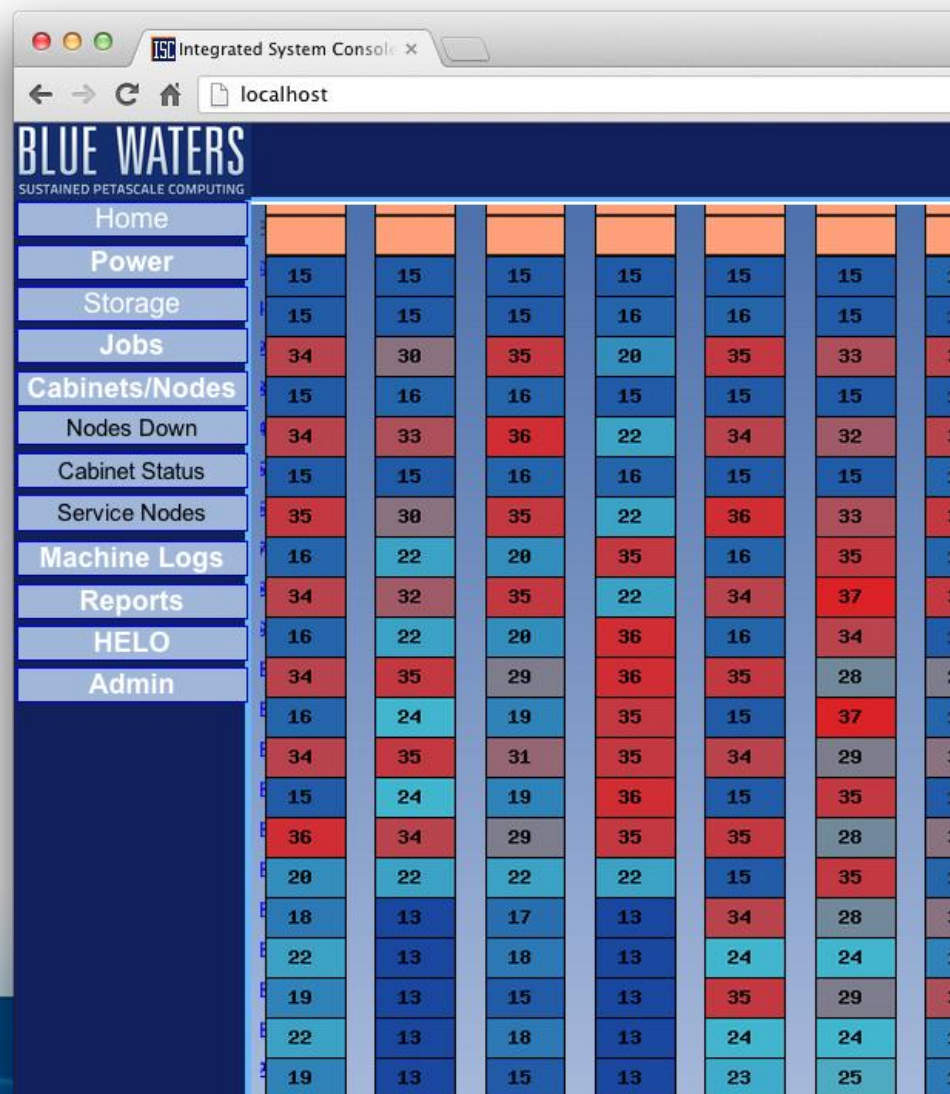 ISC Integrated System Consol
localhost
BLUE WATERS
SUSTAINED PETASCALE COMPUTING
Home
Power
Storage
Jobs
Cabinets/Nodes
Nodes Down
Cabinet Status
Service Nodes
Machine Logs
Reports
HELO
Admin
15 15 15 15 15 15
15 15 15 16 16 15
34 30 35 20 35 33
15 16 16 15 15 15
34 33 36 22 34 32
15 15 16 16 15 15
35 30 35 22 36 33
16 22 20 35 16 35
34 32 35 22 34 37
16 22 20 36 16 34
34 35 29 36 35 28
16 24 19 35 15 37
34 35 31 35 34 29
15 24 19 36 15 35
36 34 29 35 35 28
20 22 22 22 15 35
18 13 17 13 34 28
22 13 18 13 24 24
19 13 15 13 35 29
22 13 18 13 24 24
19 13 15 13 23 25